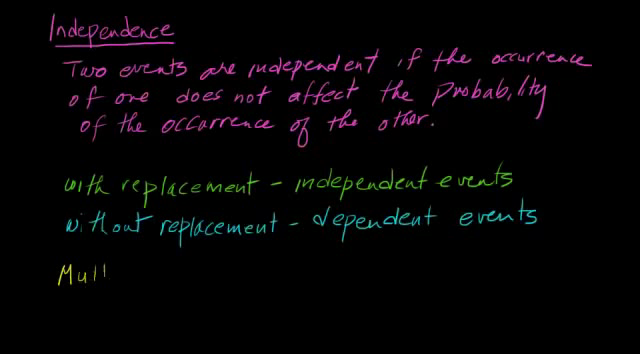 Independence
Two events are independent if the occurrence
of one does not affect the Probability
of the occurrence of the other.
with replacement - independent events
without replacement - dependent events
Mull